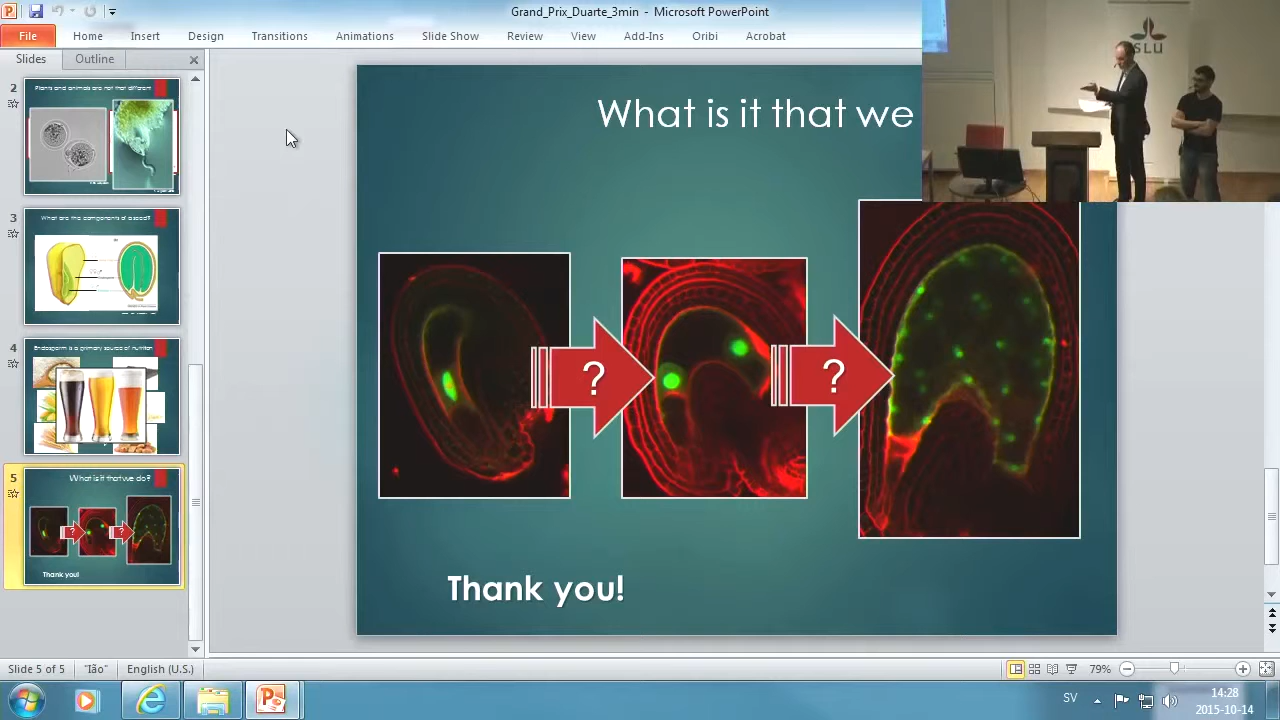 Grand_Prix_Duarte_3min - Microsoft PowerPoint
File Home Insert Design Transitions Animations Slide Show Review View Add-Ins Oribi Acrobat
Slides Outline
2
Plants and animals are not that different
3
What are the components of a seed?
4
Endosperm is a primary source of nutrition
5
What is it that we do?
? ?
Thank you!
What is it that we
? ?
Thank you!
SLU
Slide 5 of 5 "Ião" English (U.S.) 79%
SV 14:28
2015-10-14